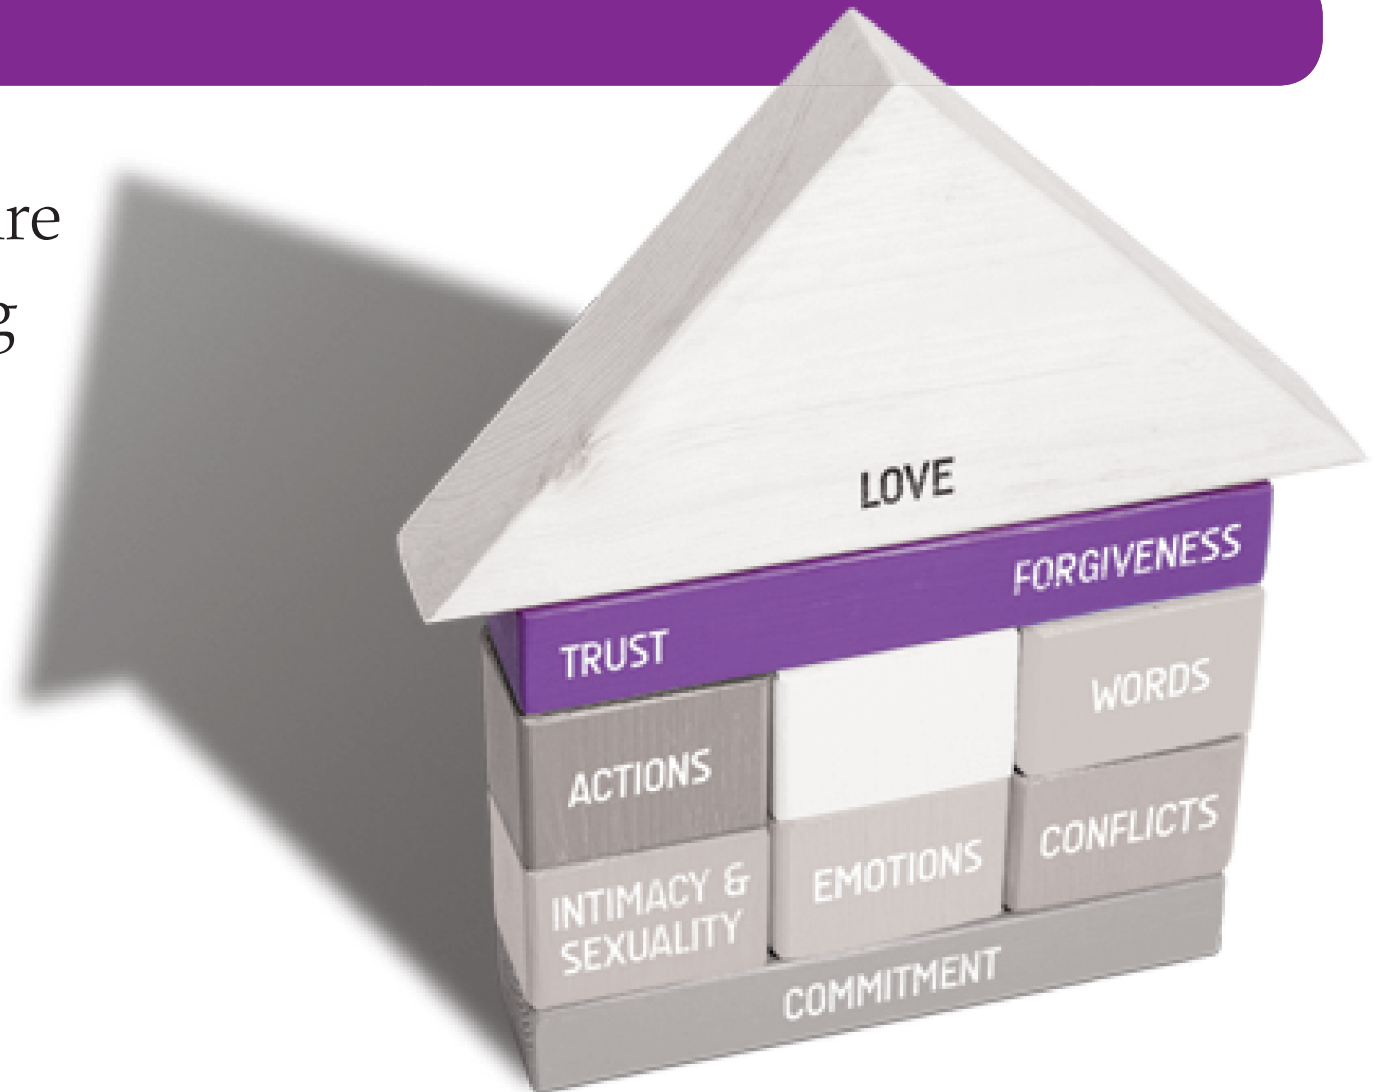 LOVE
FORGIVENESS
TRUST
WORDS
ACTIONS
CONFLICTS
EMOTIONS
INTIMACY &
SEXUALITY
COMMITMENT